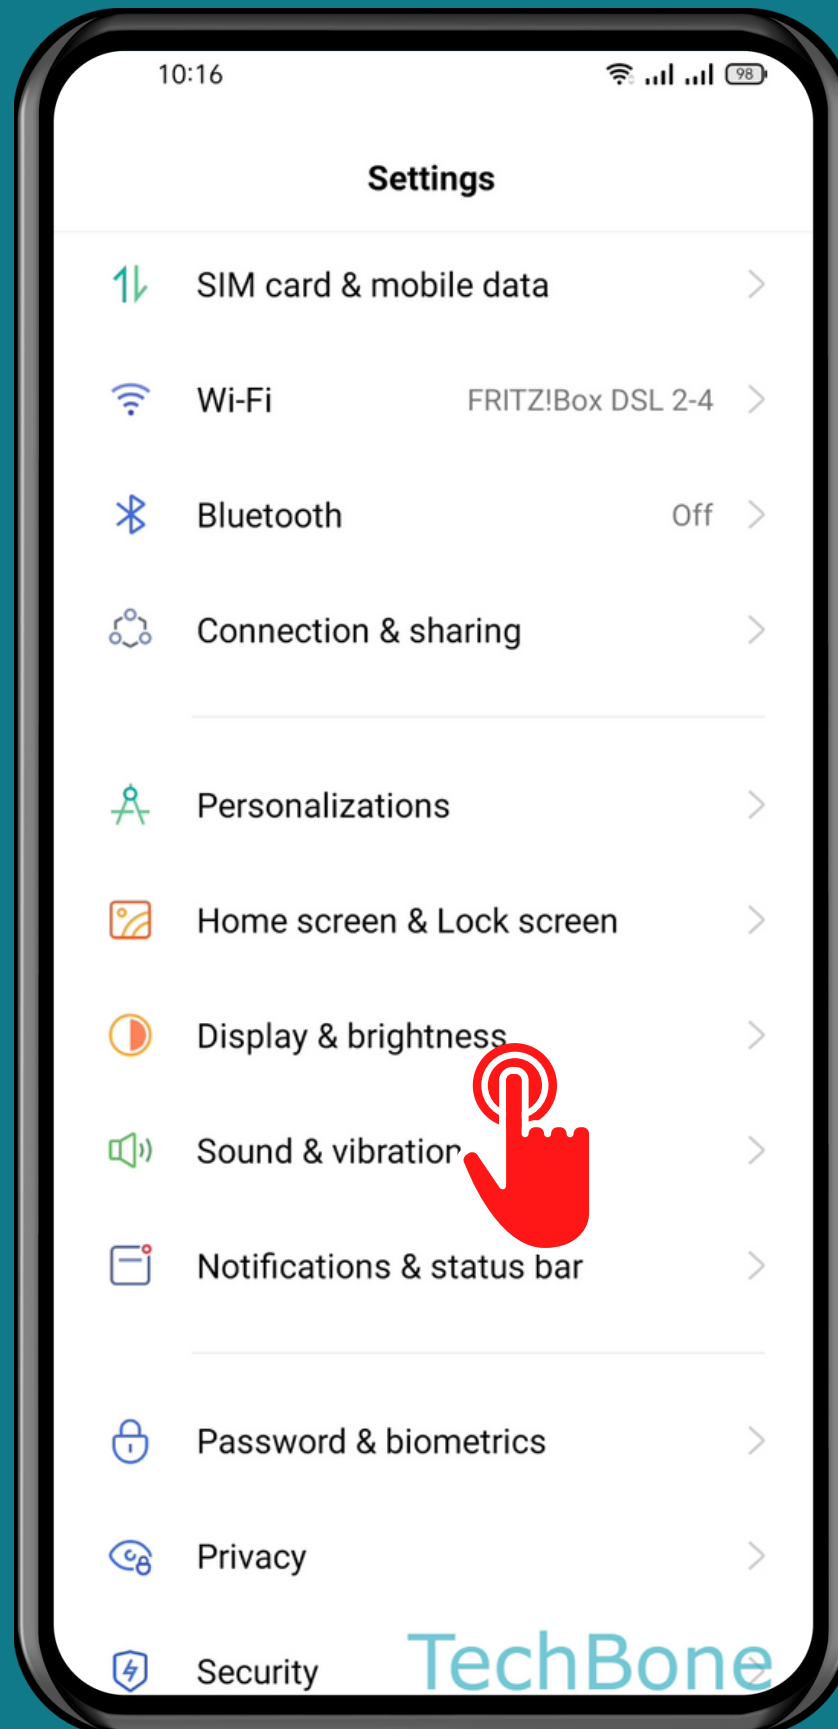 10:16
98
Settings
SIM card & mobile data
Wi-Fi FRITZ!Box DSL 2-4
Bluetooth Off
Connection & sharing
Personalizations
Home screen & Lock screen
Display & brightness
Sound & vibration
Notifications & status bar
Password & biometrics
Privacy
Security
TechBone